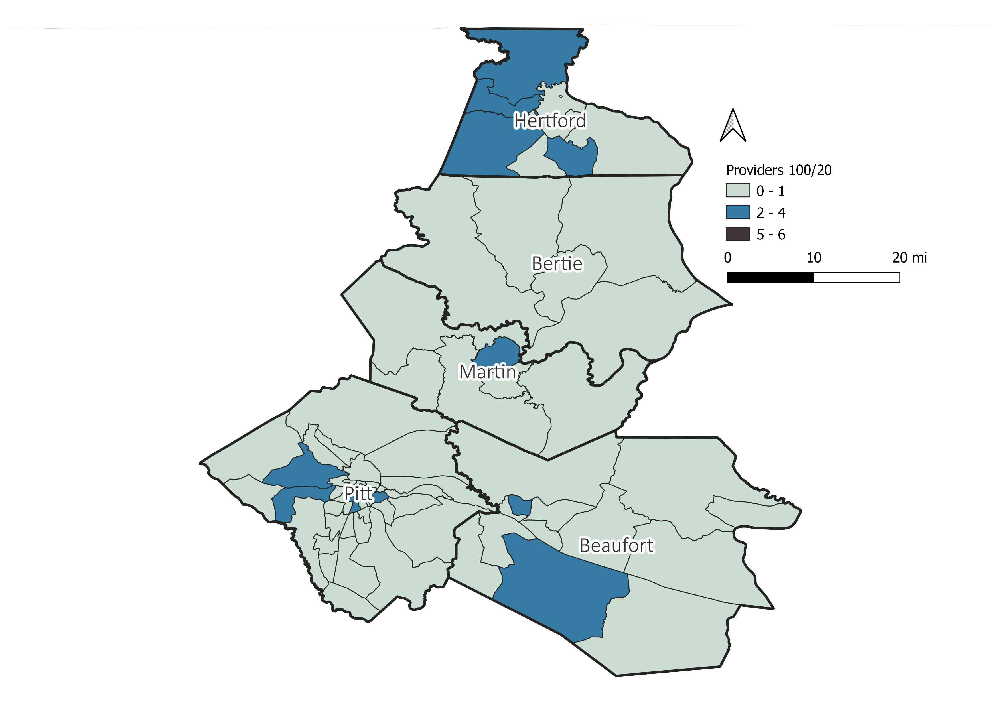 Hertford
Providers 100/20
0 - 1
2 - 4
5 - 6
0 10 20 mi
Bertie
Martin
Pitt
Beaufort